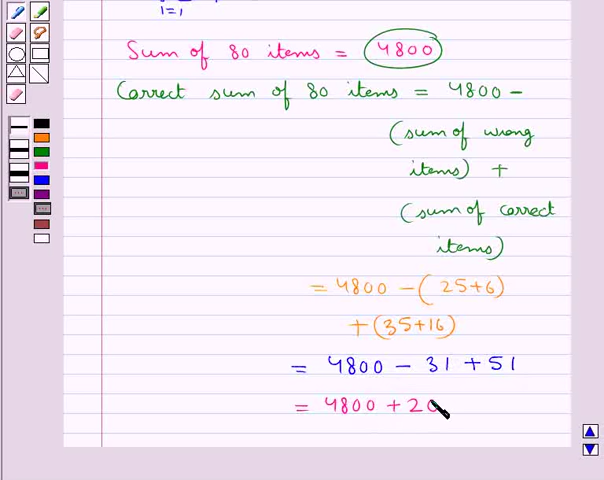 i=1
Sum of 80 items = 4800
Correct sum of 80 items = 4800 -
(sum of wrong
items) +
(sum of correct
items)
= 4800 - (25+6)
+ (35+16)
= 4800 - 31 + 51
= 4800 + 20